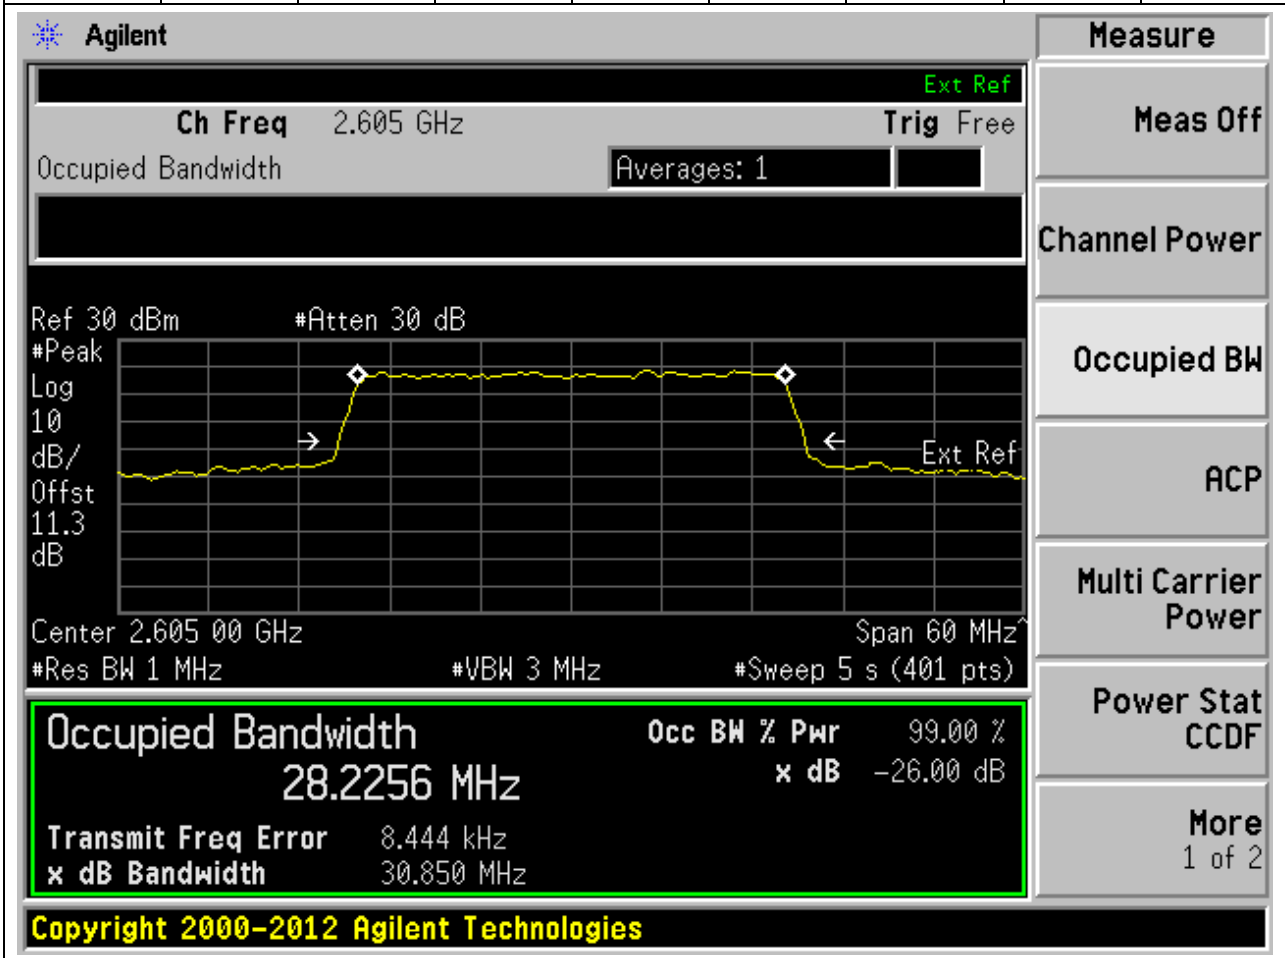 Agilent
Measure
Ext Ref
Ch Freq 2.605 GHz Trig Free
Meas Off
Occupied Bandwidth Averages: 1
Channel Power
Ref 30 dBm #Atten 30 dB
#Peak
Log
10
dB/
Offst
11.3
dB
Ext Ref
Occupied BW
ACP
Center 2.605 00 GHz Span 60 MHz^
#Res BW 1 MHz #VBW 3 MHz #Sweep 5 s (401 pts)
Multi Carrier
Power
Occupied Bandwidth Occ BW % Pwr 99.00 %
28.2256 MHz x dB -26.00 dB
Transmit Freq Error 8.444 kHz
x dB Bandwidth 30.850 MHz
Power Stat
CCDF
More
1 of 2
Copyright 2000-2012 Agilent Technologies